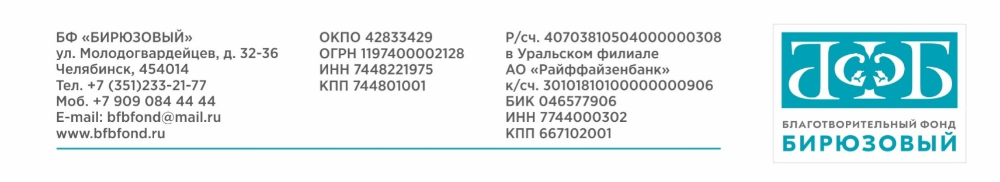 БФ «БИРЮЗОВЫЙ»
ул. Молодогвардейцев, д. 32-36
Челябинск, 454014
Тел. +7 (351)233-21-77
Моб. +7 909 084 44 44
E-mail: bfbfond@mail.ru
www.bfbfond.ru
ОКПО 42833429
ОГРН 1197400002128
ИНН 7448221975
КПП 744801001
Р/сч. 40703810504000000308
в Уральском филиале
АО «Райффайзенбанк»
к/сч. 30101810100000000906
БИК 046577906
ИНН 7744000302
КПП 667102001
БФБ
БЛАГОТВОРИТЕЛЬНЫЙ ФОНД
БИРЮЗОВЫЙ